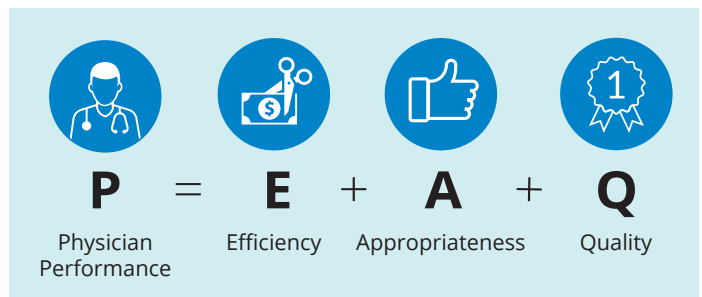 $
1
P = E + A + Q
Physician
Performance
Efficiency
Appropriateness
Quality